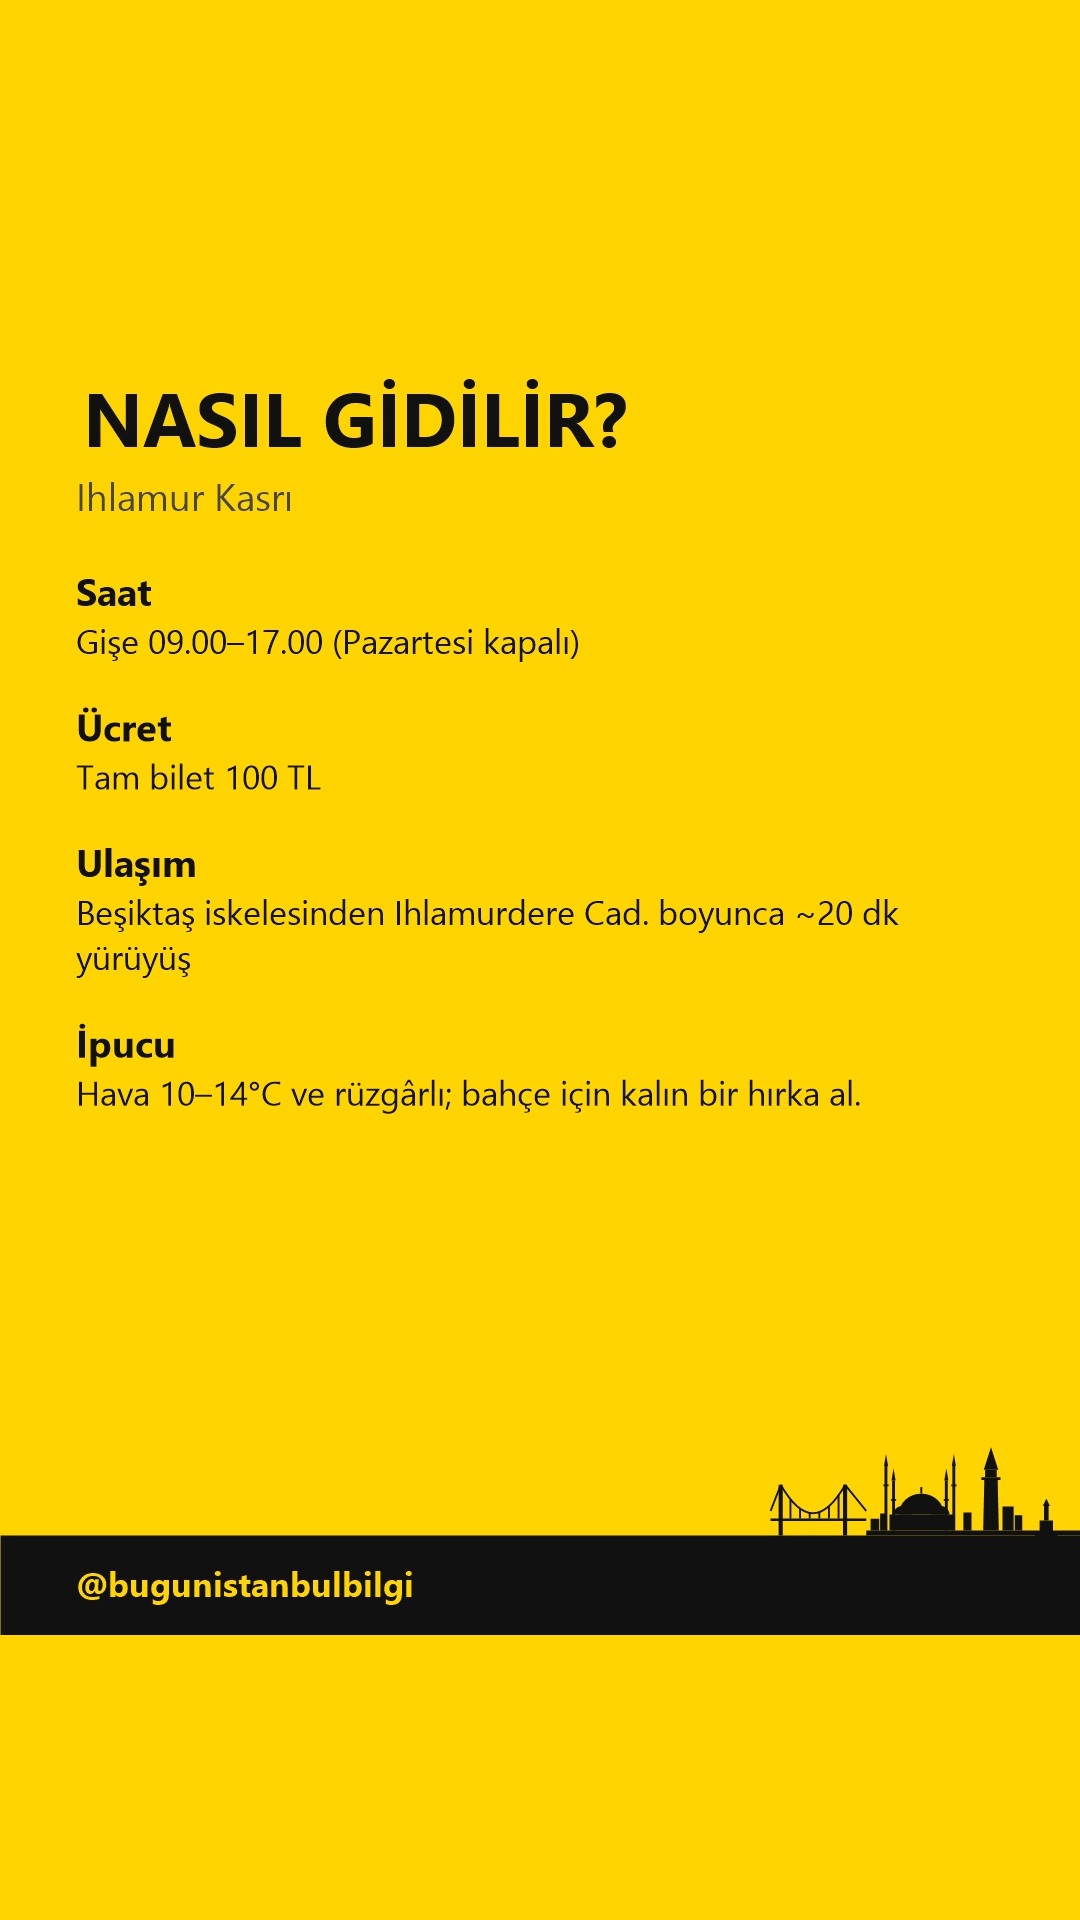 NASIL GİDİLİR?
Ihlamur Kasrı
Saat
Gişe 09.00–17.00 (Pazartesi kapalı)
Ücret
Tam bilet 100 TL
Ulaşım
Beşiktaş iskelesinden Ihlamurdere Cad. boyunca ~20 dk
yürüyüş
İpucu
Hava 10–14°C ve rüzgârlı; bahçe için kalın bir hırka al.
@bugunistanbulbilgi